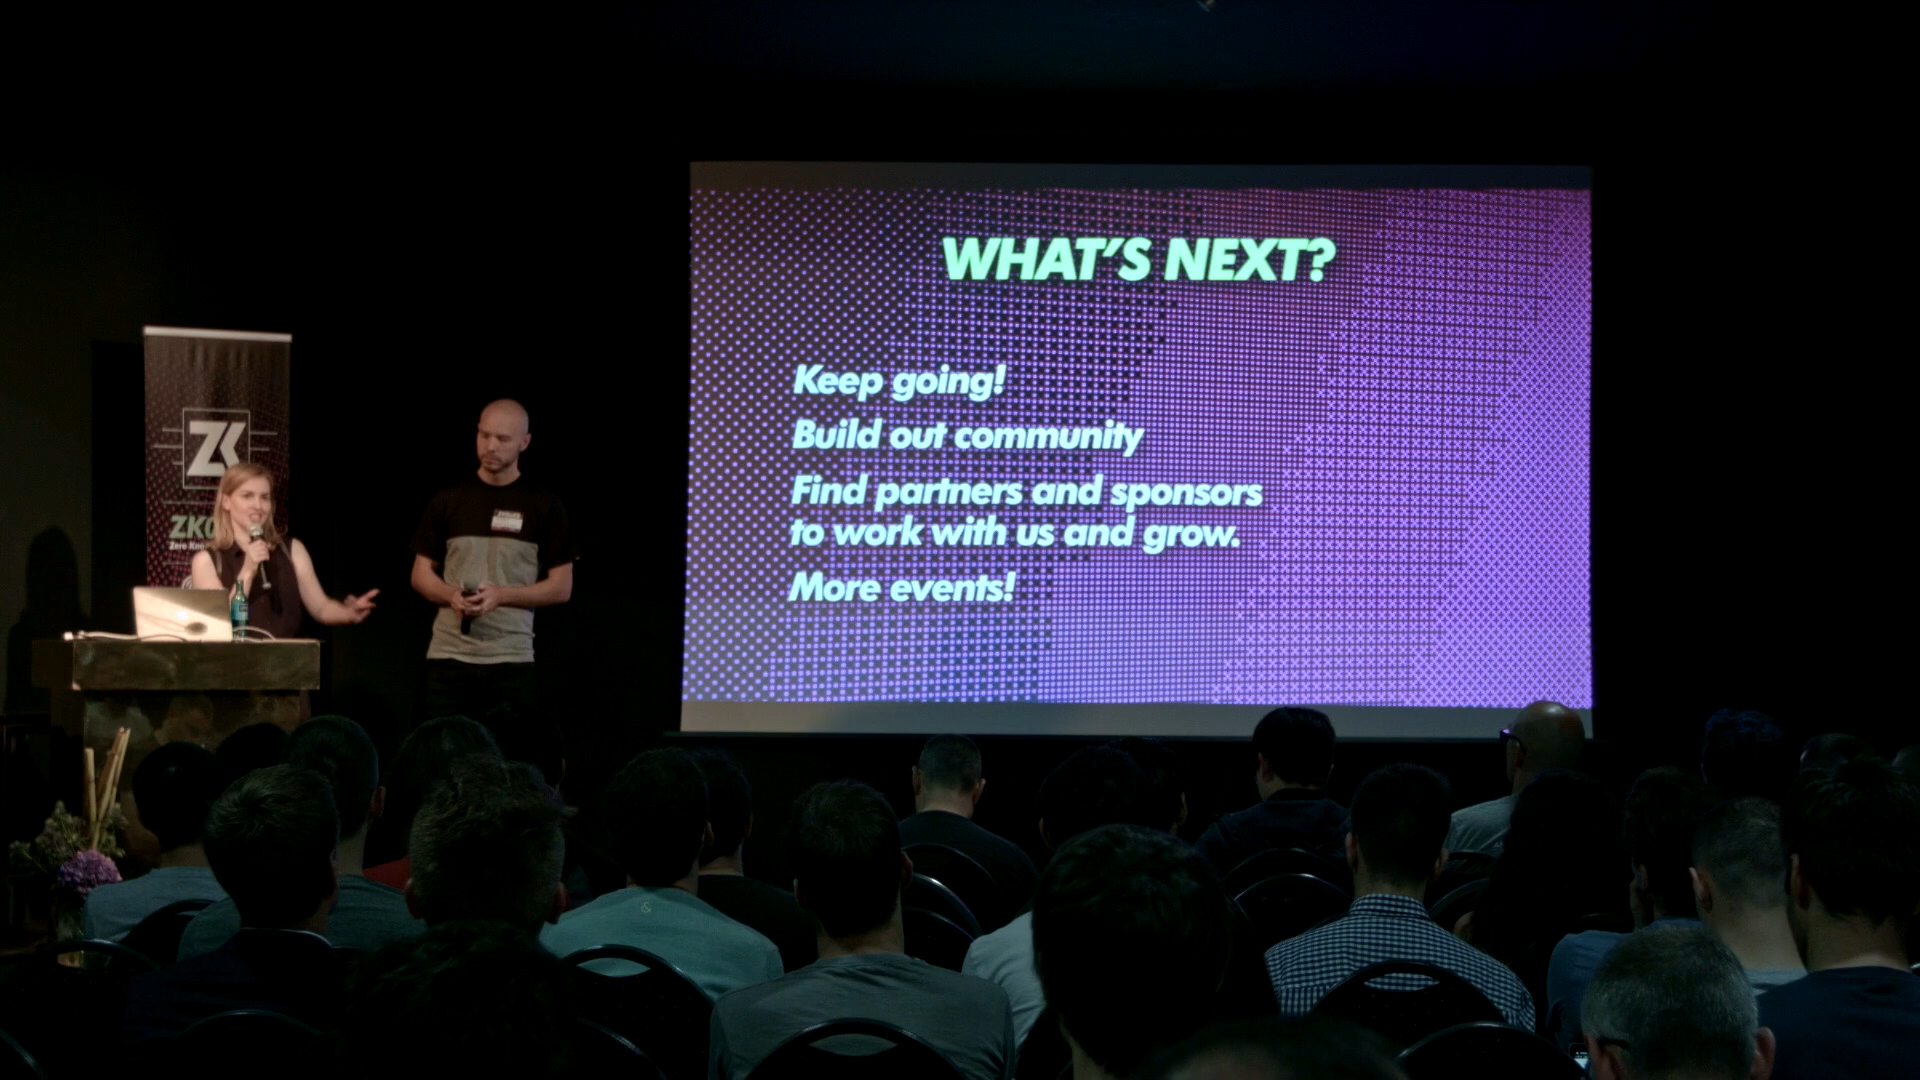 WHAT'S NEXT?
Keep going!
Build out community
Find partners and sponsors
to work with us and grow.
More events!
ZK
Zero